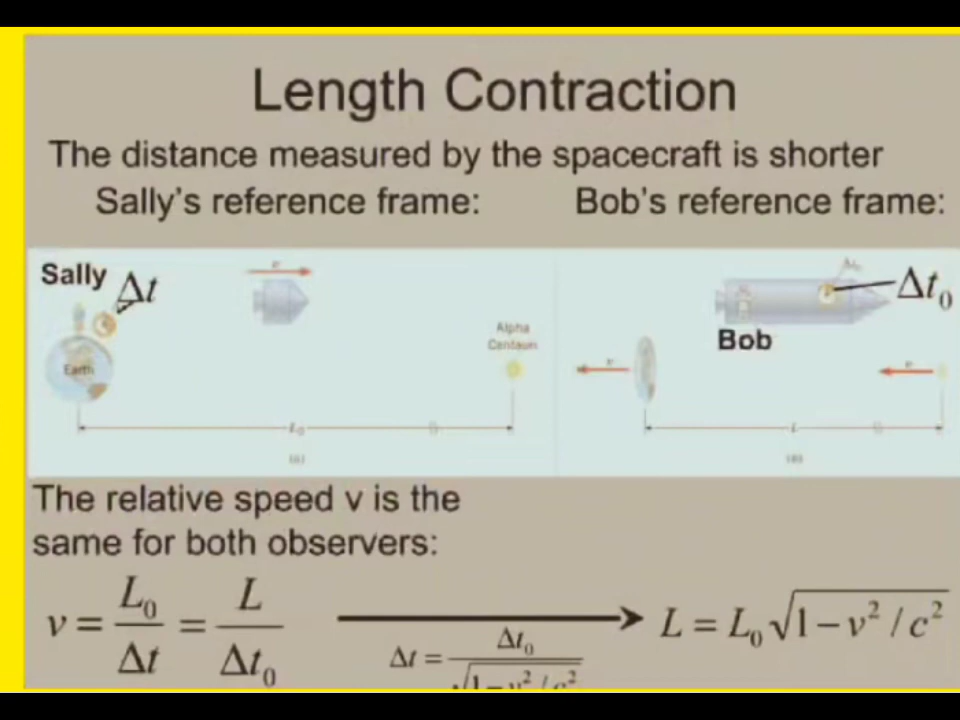 Length Contraction
The distance measured by the spacecraft is shorter
Sally's reference frame: Bob's reference frame:
Sally Δt
v
Δt₀
Δt₀
Alpha
Centauri
Bob
Earth
v
v
L₀
L
(a)
The relative speed v is the
same for both observers:
v = L₀/Δt = L/Δt₀
Δt = Δt₀/√(1−v²/c²)
L = L₀√(1−v²/c²)